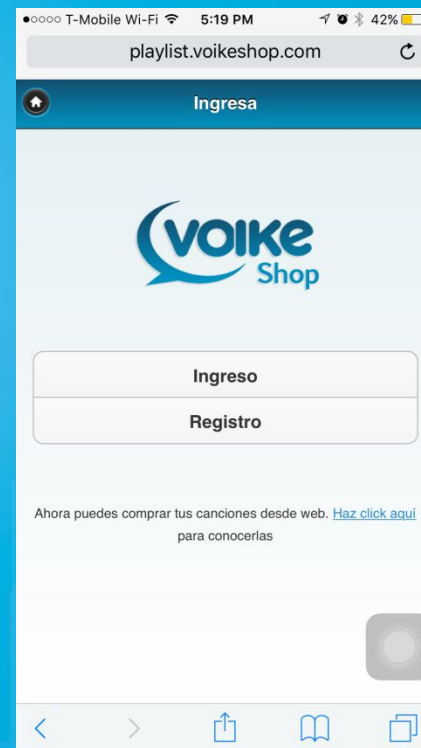 T-Mobile Wi-Fi 5:19 PM 42%
playlist.voikeshop.com
Ingresa
voike
Shop
Ingreso
Registro
Ahora puedes comprar tus canciones desde web. Haz click aquí
para conocerlas